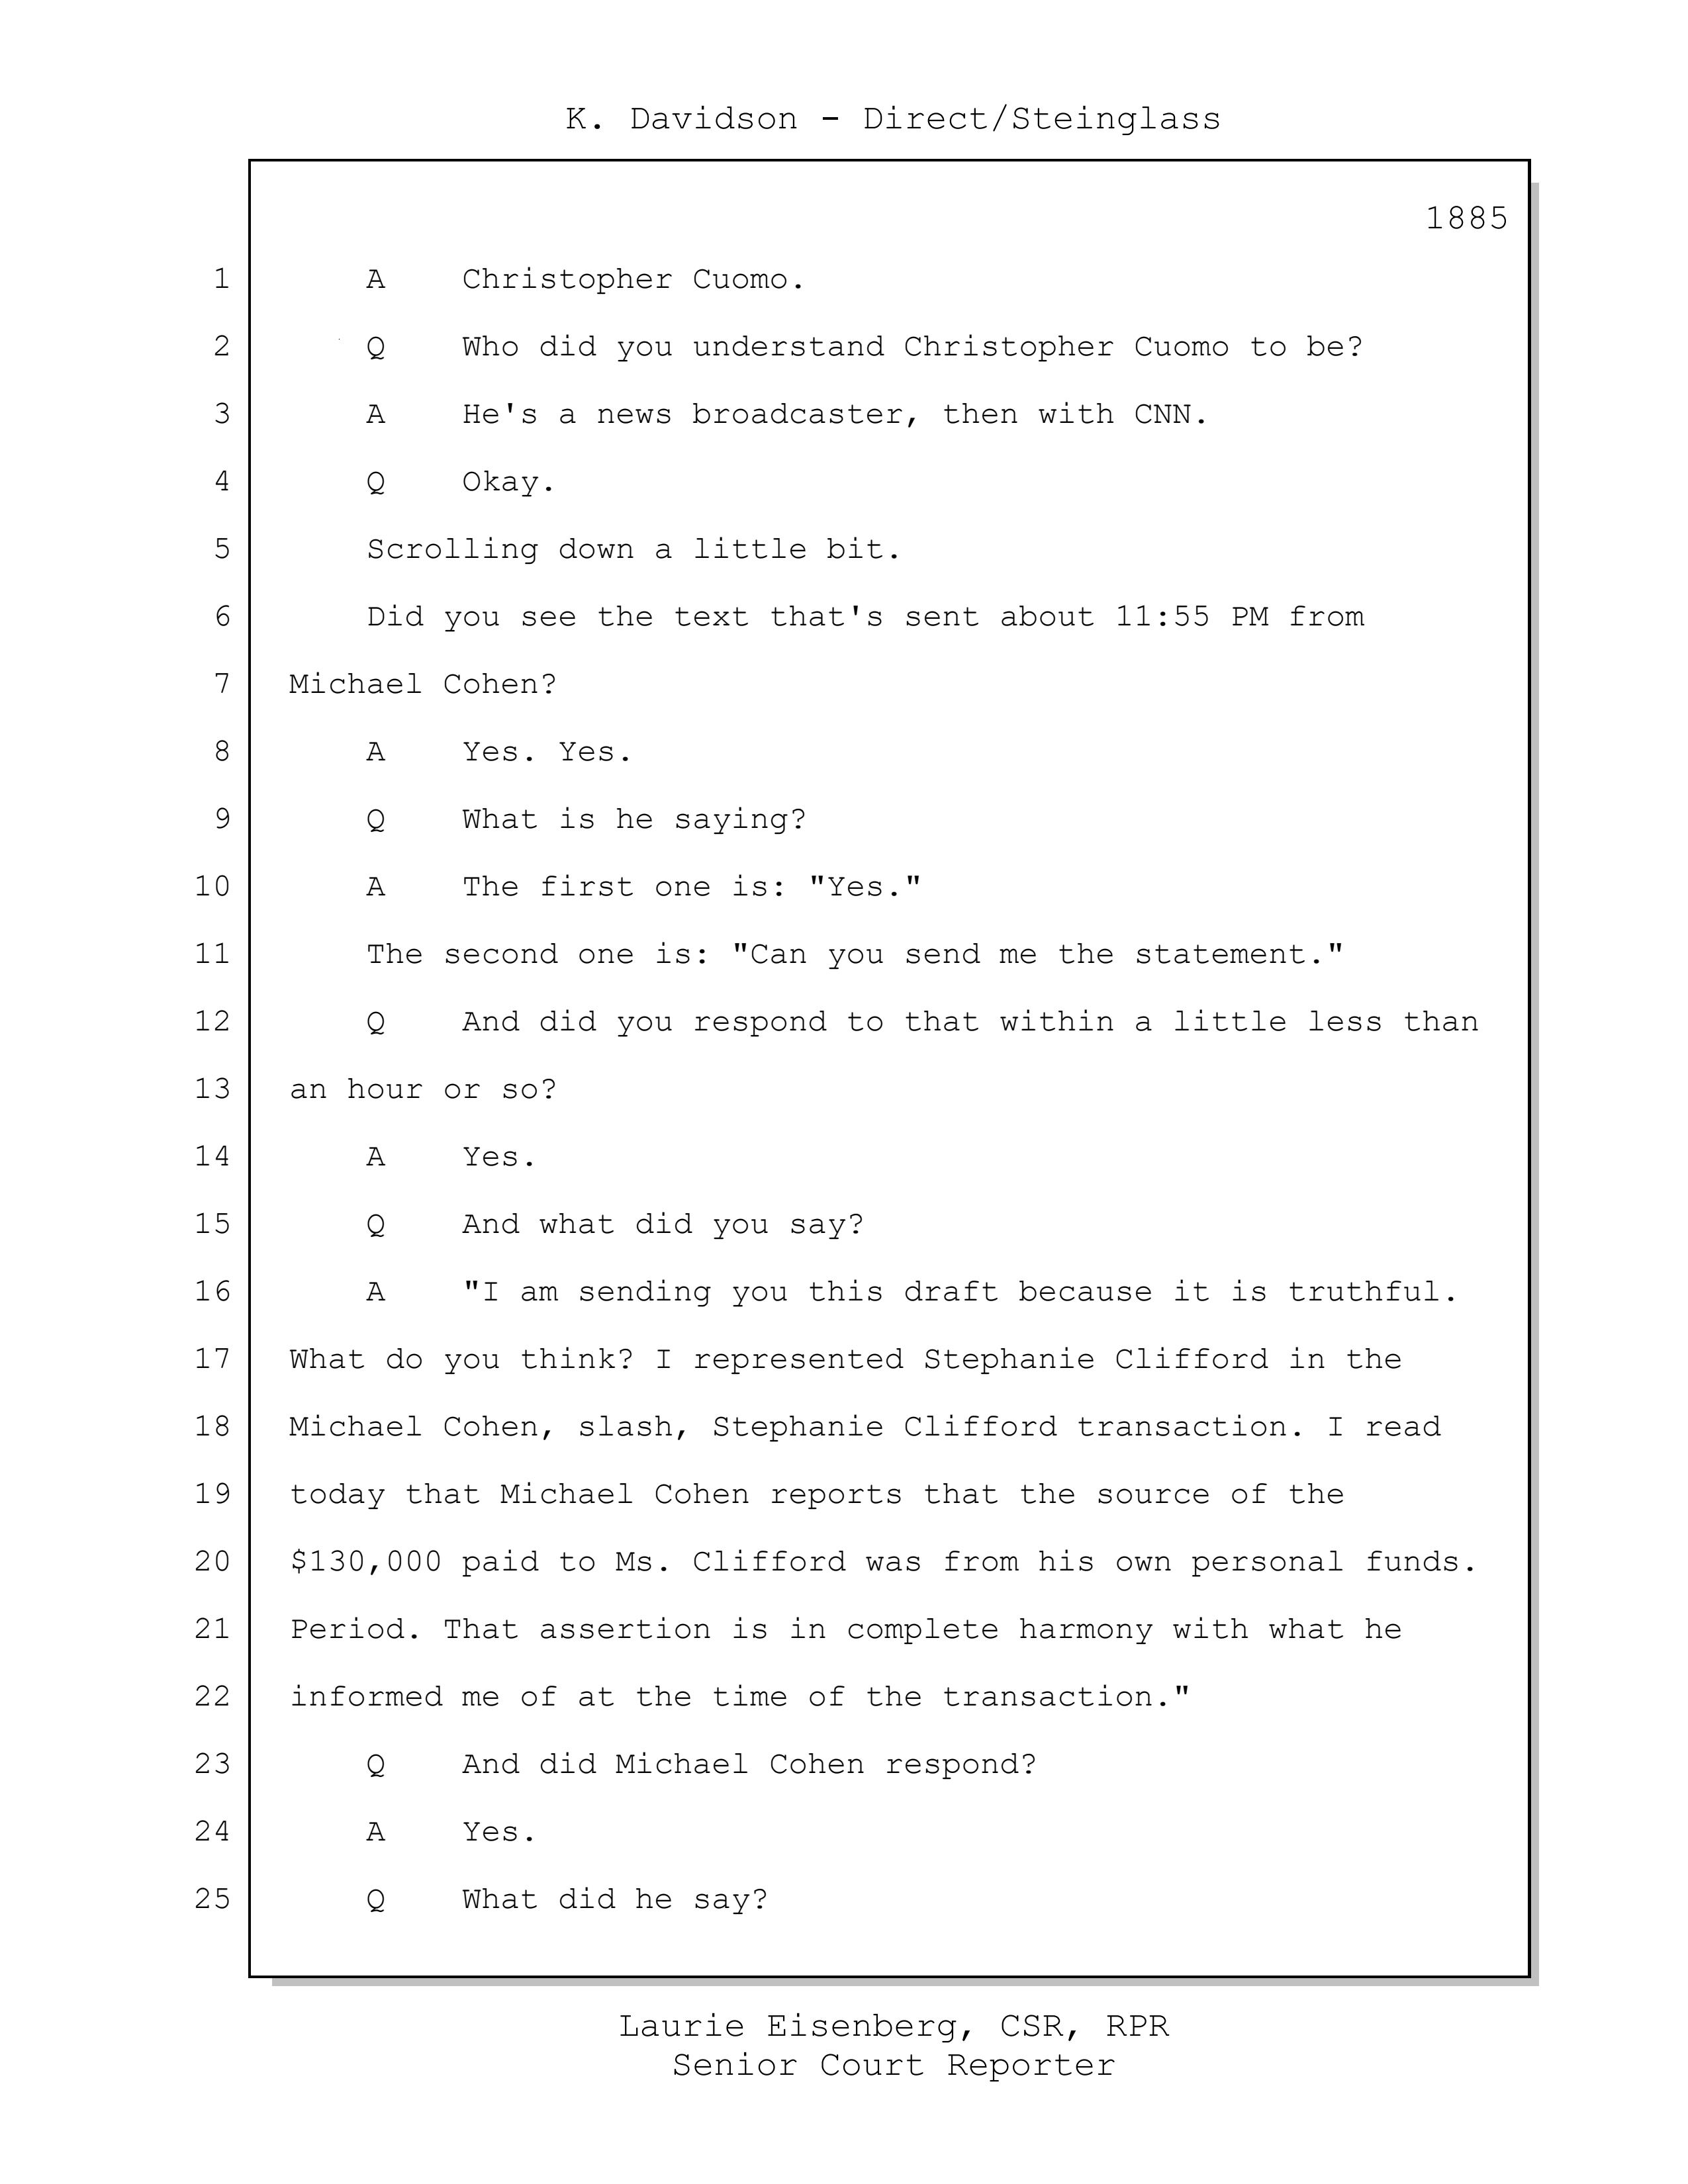 K. Davidson - Direct/Steinglass
1885
1 A Christopher Cuomo.
2 Q Who did you understand Christopher Cuomo to be?
3 A He's a news broadcaster, then with CNN.
4 Q Okay.
5 Scrolling down a little bit.
6 Did you see the text that's sent about 11:55 PM from
7 Michael Cohen?
8 A Yes. Yes.
9 Q What is he saying?
10 A The first one is: "Yes."
11 The second one is: "Can you send me the statement."
12 Q And did you respond to that within a little less than
13 an hour or so?
14 A Yes.
15 Q And what did you say?
16 A "I am sending you this draft because it is truthful.
17 What do you think? I represented Stephanie Clifford in the
18 Michael Cohen, slash, Stephanie Clifford transaction. I read
19 today that Michael Cohen reports that the source of the
20 $130,000 paid to Ms. Clifford was from his own personal funds.
21 Period. That assertion is in complete harmony with what he
22 informed me of at the time of the transaction."
23 Q And did Michael Cohen respond?
24 A Yes.
25 Q What did he say?
Laurie Eisenberg, CSR, RPR
Senior Court Reporter